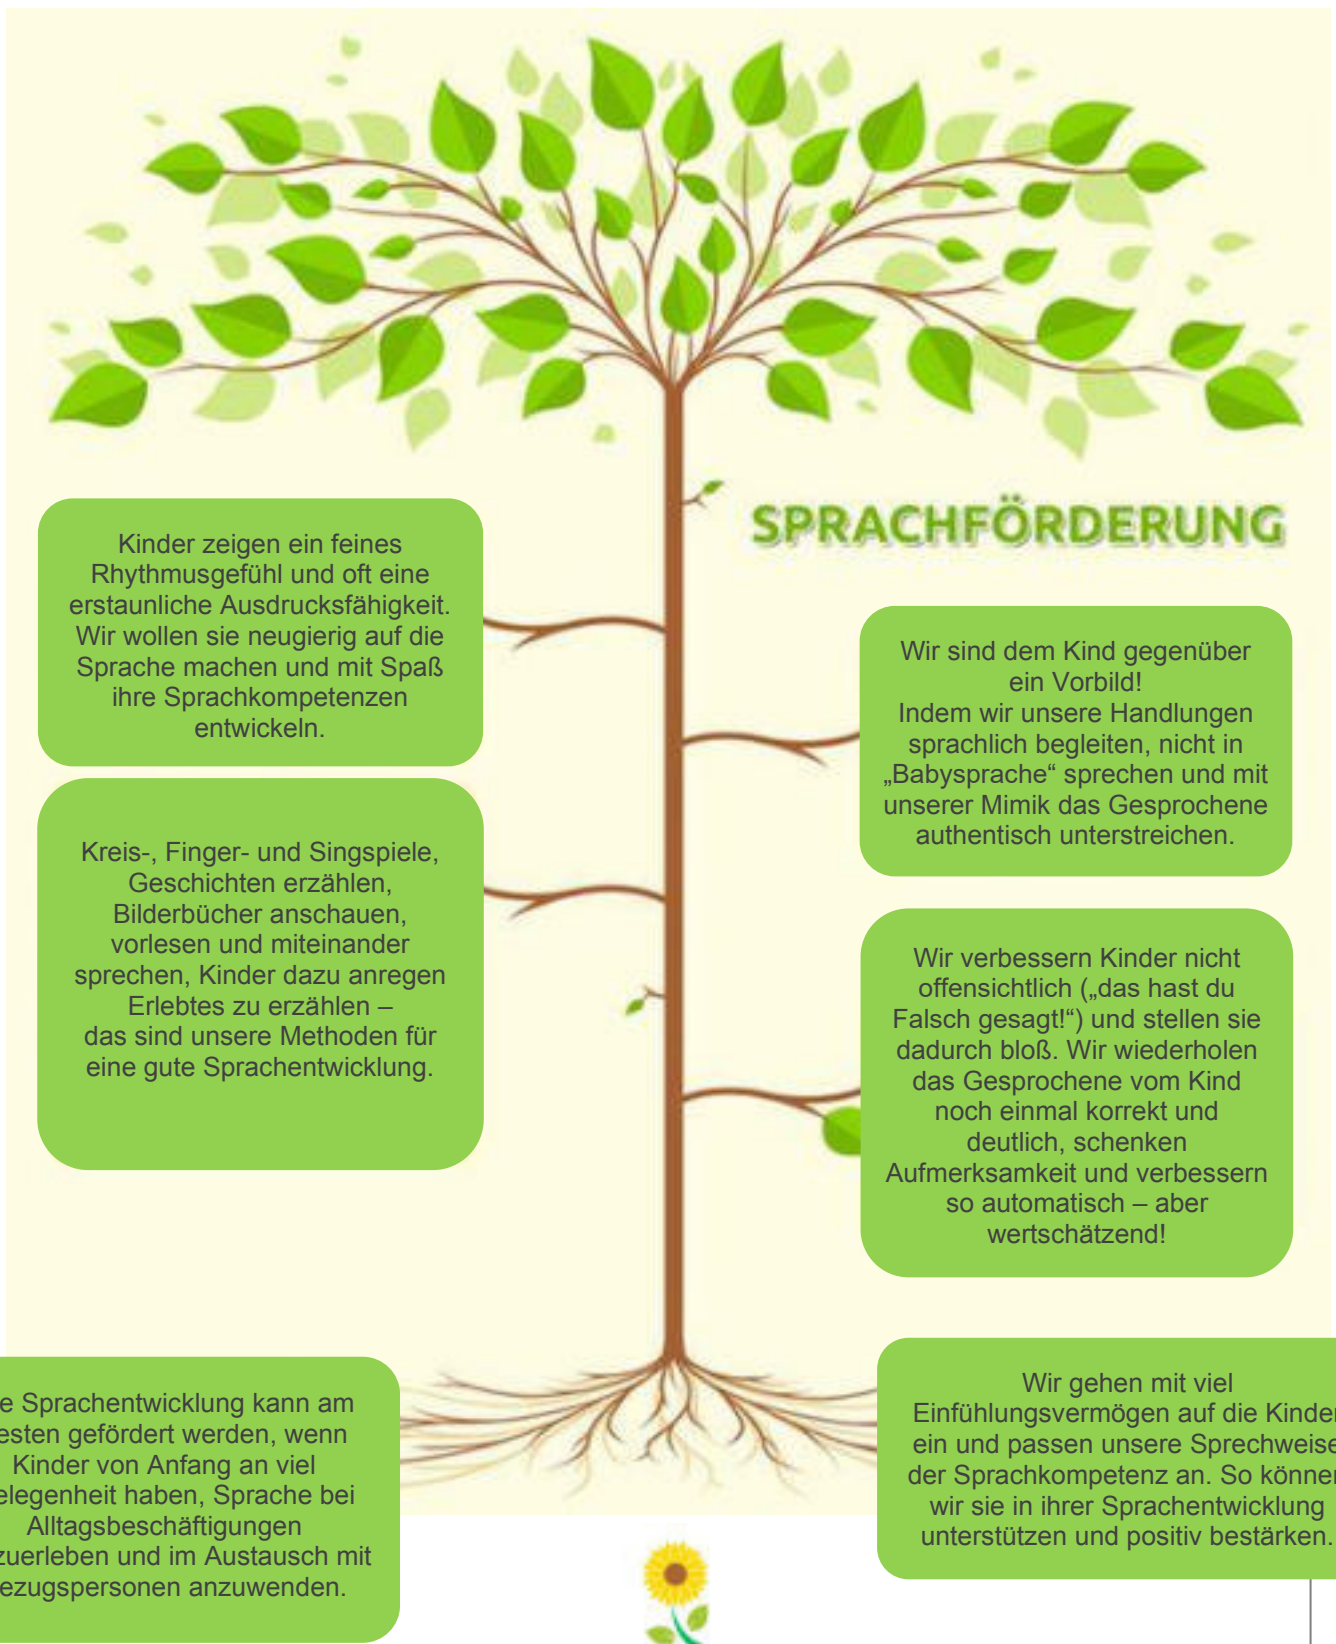 SPRACHFÖRDERUNG
Kinder zeigen ein feines
Rhythmusgefühl und oft eine
erstaunliche Ausdrucksfähigkeit.
Wir wollen sie neugierig auf die
Sprache machen und mit Spaß
ihre Sprachkompetenzen
entwickeln.
Wir sind dem Kind gegenüber
ein Vorbild!
Indem wir unsere Handlungen
sprachlich begleiten, nicht in
„Babysprache“ sprechen und mit
unserer Mimik das Gesprochene
authentisch unterstreichen.
Kreis-, Finger- und Singspiele,
Geschichten erzählen,
Bilderbücher anschauen,
vorlesen und miteinander
sprechen, Kinder dazu anregen
Erlebtes zu erzählen –
das sind unsere Methoden für
eine gute Sprachentwicklung.
Wir verbessern Kinder nicht
offensichtlich („das hast du
Falsch gesagt!“) und stellen sie
dadurch bloß. Wir wiederholen
das Gesprochene vom Kind
noch einmal korrekt und
deutlich, schenken
Aufmerksamkeit und verbessern
so automatisch – aber
wertschätzend!
e Sprachentwicklung kann am
esten gefördert werden, wenn
Kinder von Anfang an viel
elegenheit haben, Sprache bei
Alltagsbeschäftigungen
zuerleben und im Austausch mit
ezugspersonen anzuwenden.
Wir gehen mit viel
Einfühlungsvermögen auf die Kinder
ein und passen unsere Sprechweise
der Sprachkompetenz an. So können
wir sie in ihrer Sprachentwicklung
unterstützen und positiv bestärken.